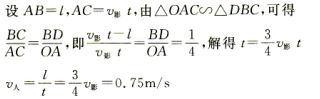 设 AB=l,AC=v影 t,由△OAC∽△DBC,可得
BC/AC=BD/OA,即(v影 t-l)/(v影 t)=BD/OA=1/4,解得 t=3/4 v影 t
v人=l/t=3/4 v影=0.75m/s